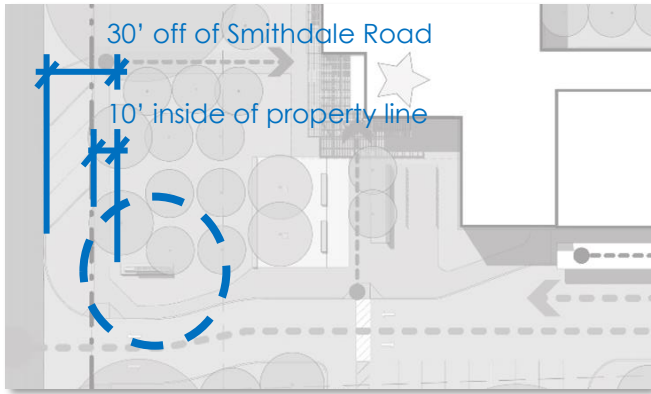 30’ off of Smithdale Road
10’ inside of property line